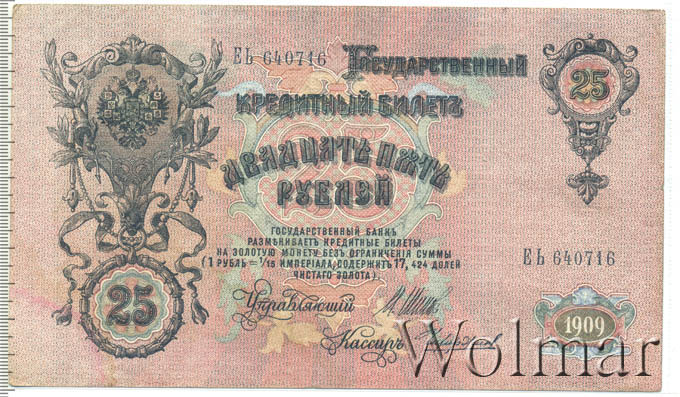 ЕЬ 640716
Государственный
Кредитный Билетъ
25
Двадцать пять
рублей
Государственный банкъ
размѣниваетъ кредитные билеты
на золотую монету безъ ограниченія суммы
(1 рубль = 1/15 имперіала, содержитъ 17,424 долей
чистаго золота).
ЕЬ 640716
25
Управляющій
Кассиръ
1909
Wolmar